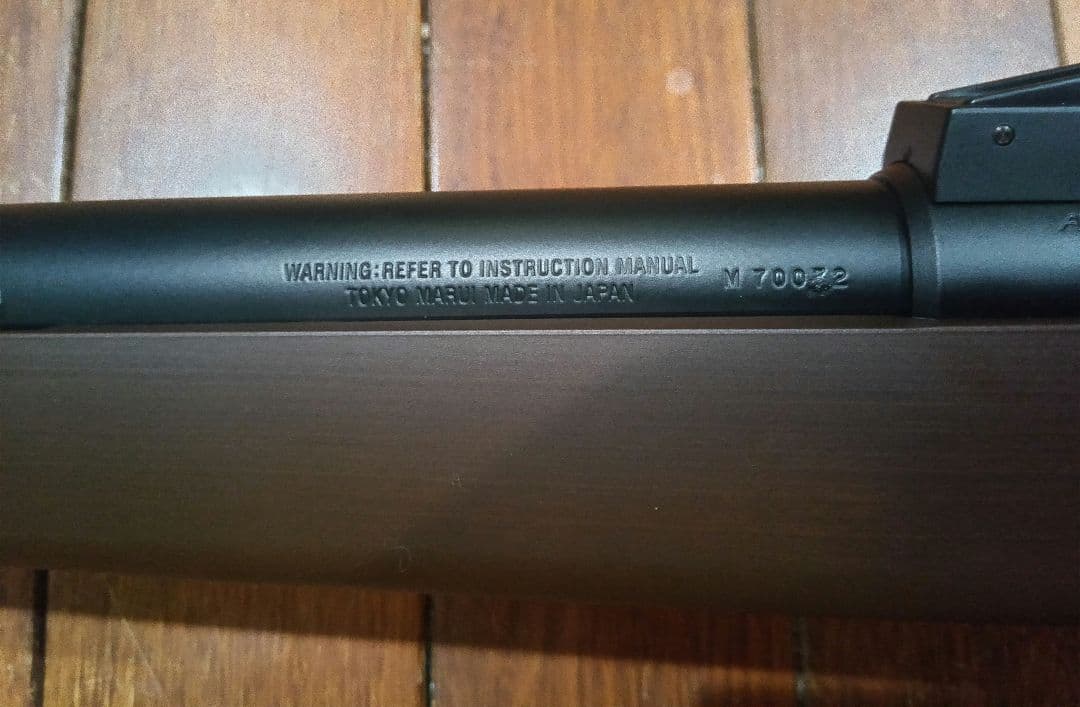 WARNING:REFER TO INSTRUCTION MANUAL
TOKYO MARUI MADE IN JAPAN